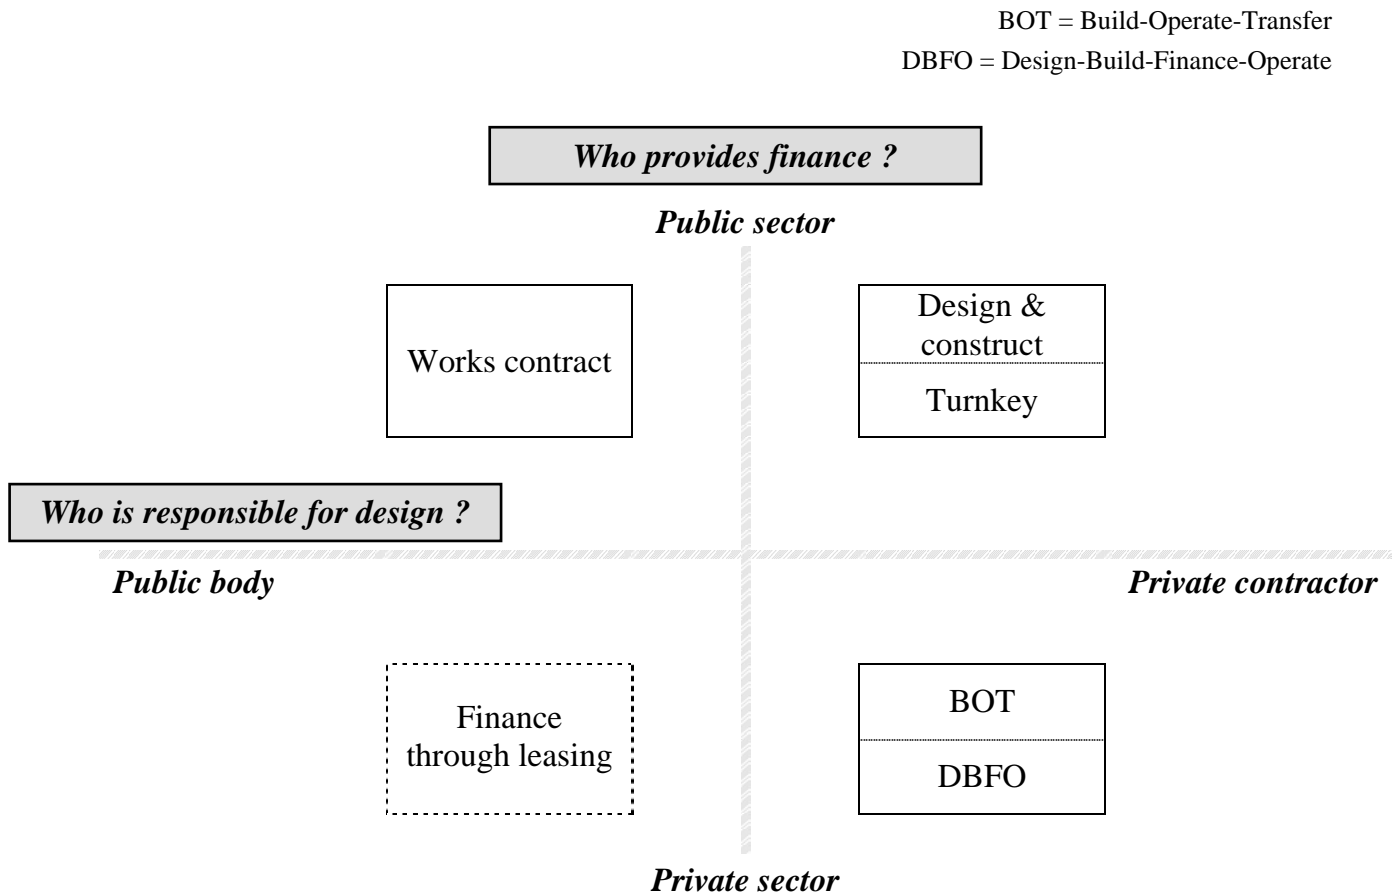 BOT = Build-Operate-Transfer
DBFO = Design-Build-Finance-Operate
Who provides finance ?
Public sector
Works contract
Design &
construct
Turnkey
Who is responsible for design ?
Public body
Private contractor
Finance
through leasing
BOT
DBFO
Private sector